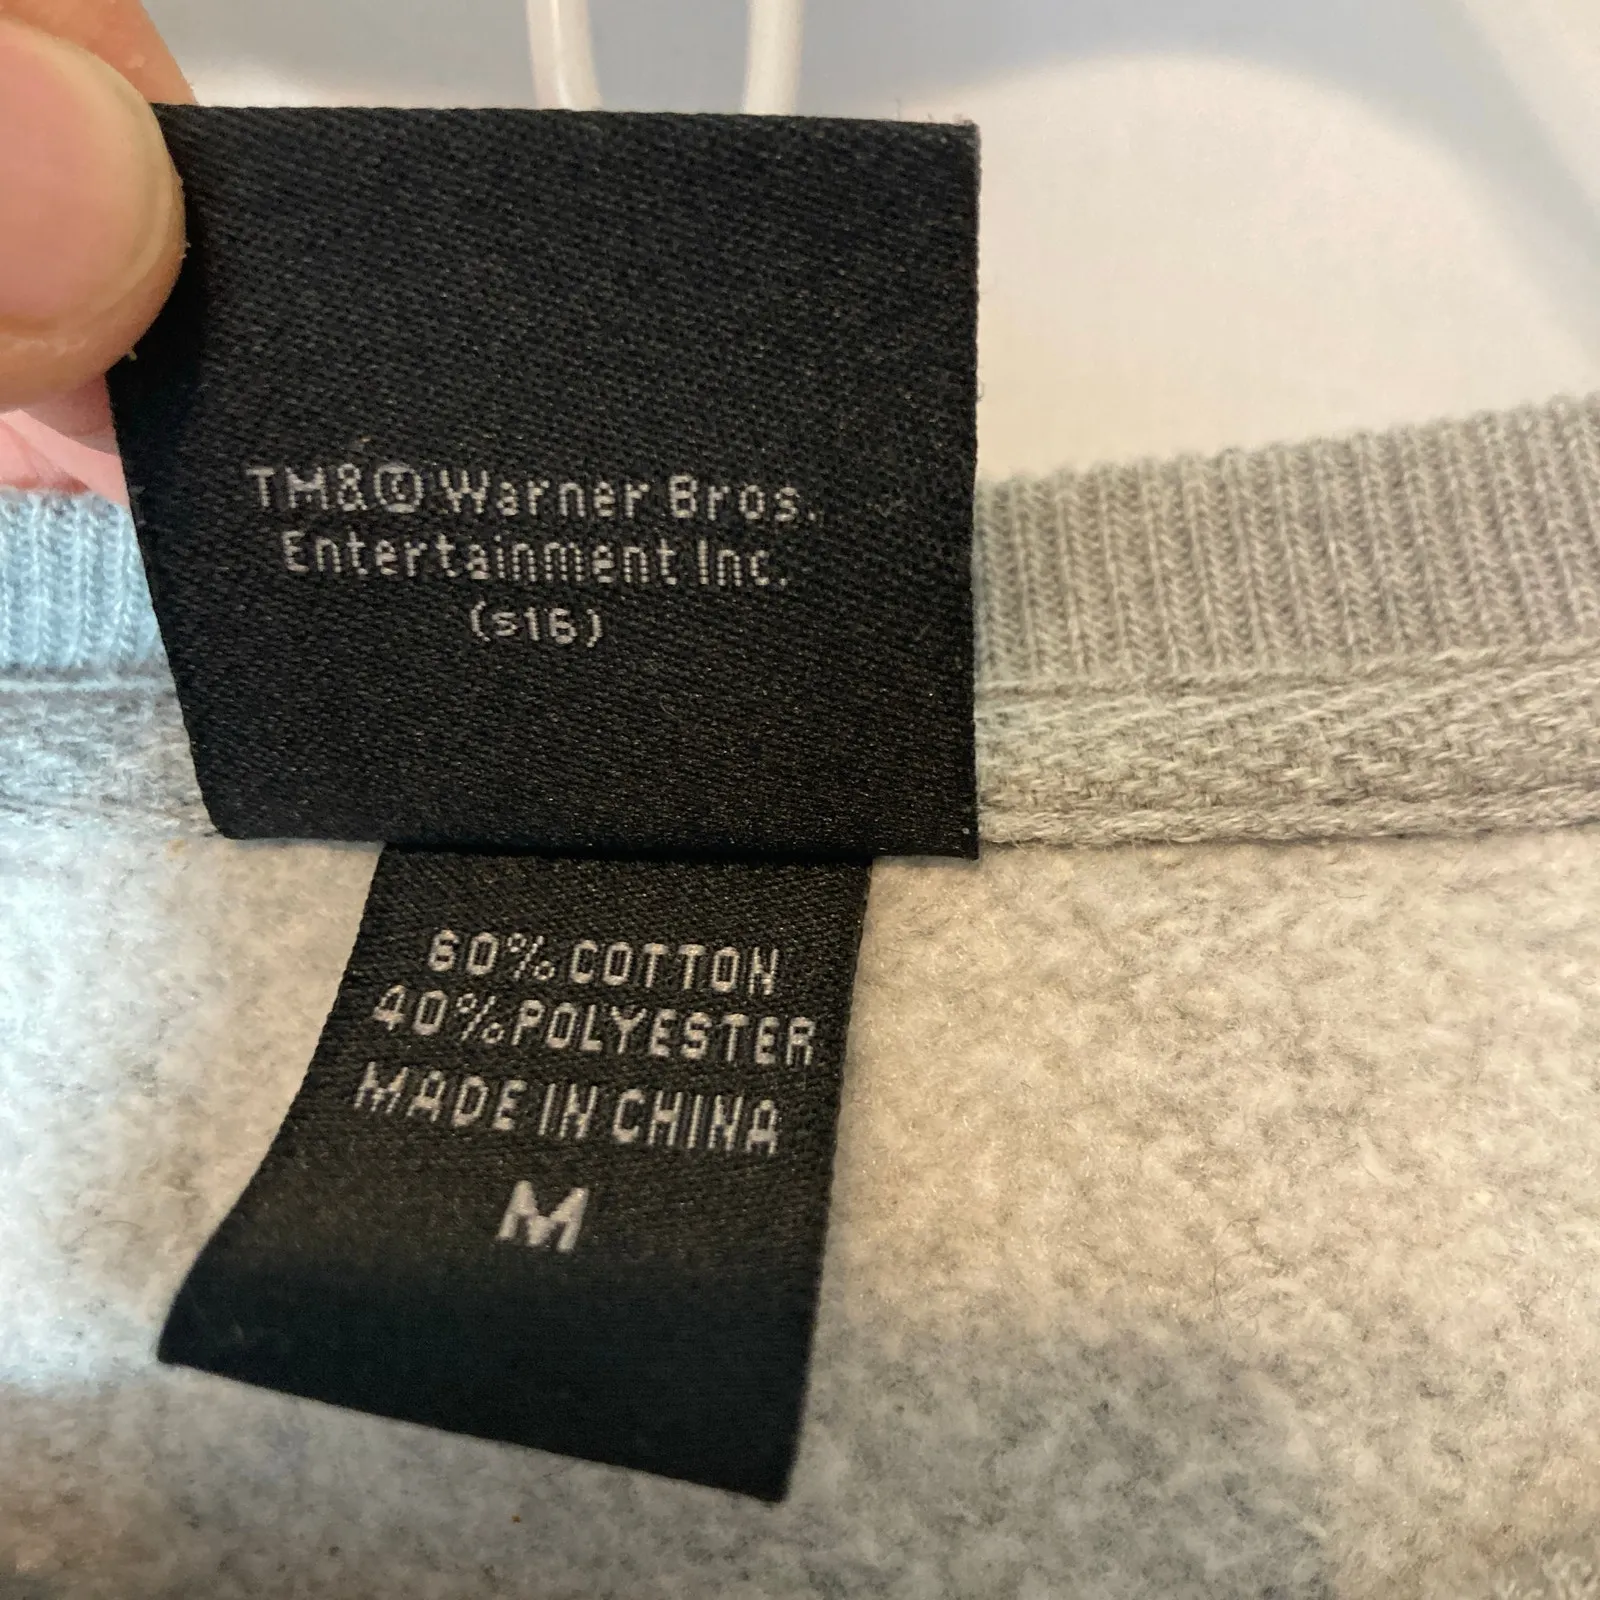 TM&© Warner Bros.
Entertainment Inc.
(s16)
60% COTTON
40% POLYESTER
MADE IN CHINA
M